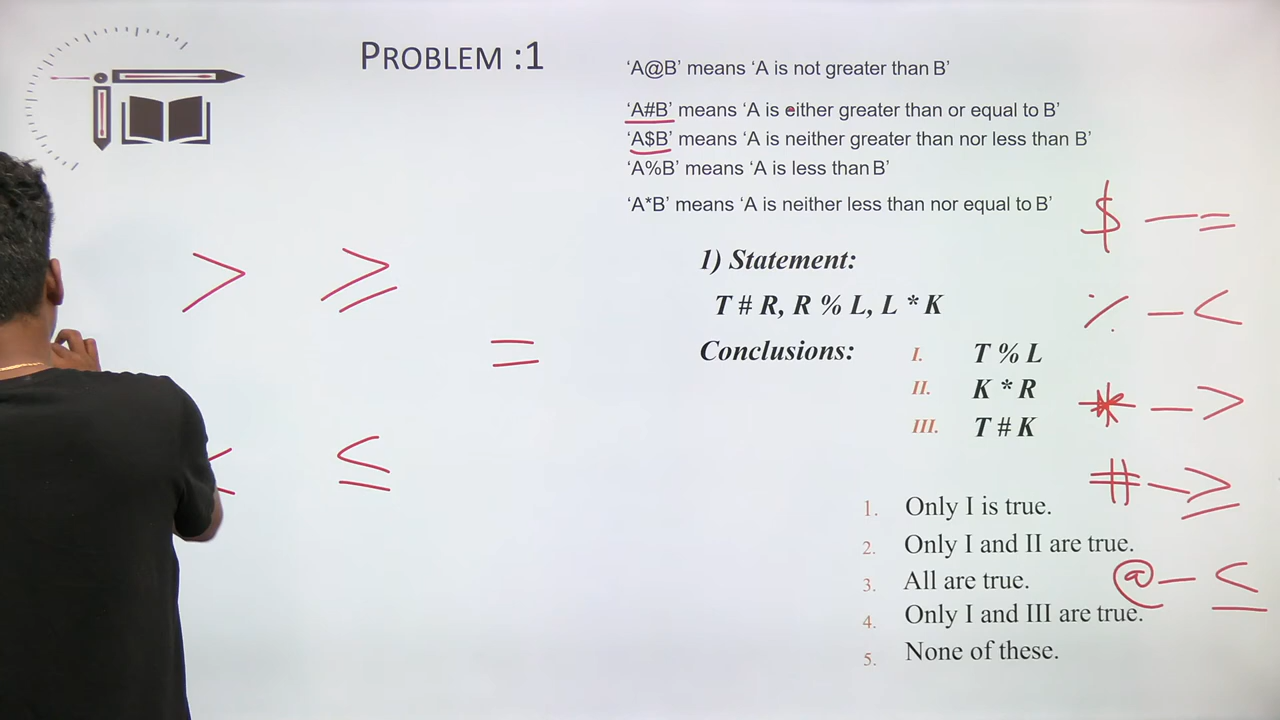 PROBLEM :1
‘A@B’ means ‘A is not greater than B’
‘A#B’ means ‘A is either greater than or equal to B’
‘A$B’ means ‘A is neither greater than nor less than B’
‘A%B’ means ‘A is less than B’
‘A*B’ means ‘A is neither less than nor equal to B’
$ — =
% — <
* — >
# — ≥
@ — ≤
> ≥
=
< ≤
1) Statement:
T # R, R % L, L * K
Conclusions:
I. T % L
II. K * R
III. T # K
1. Only I is true.
2. Only I and II are true.
3. All are true.
4. Only I and III are true.
5. None of these.